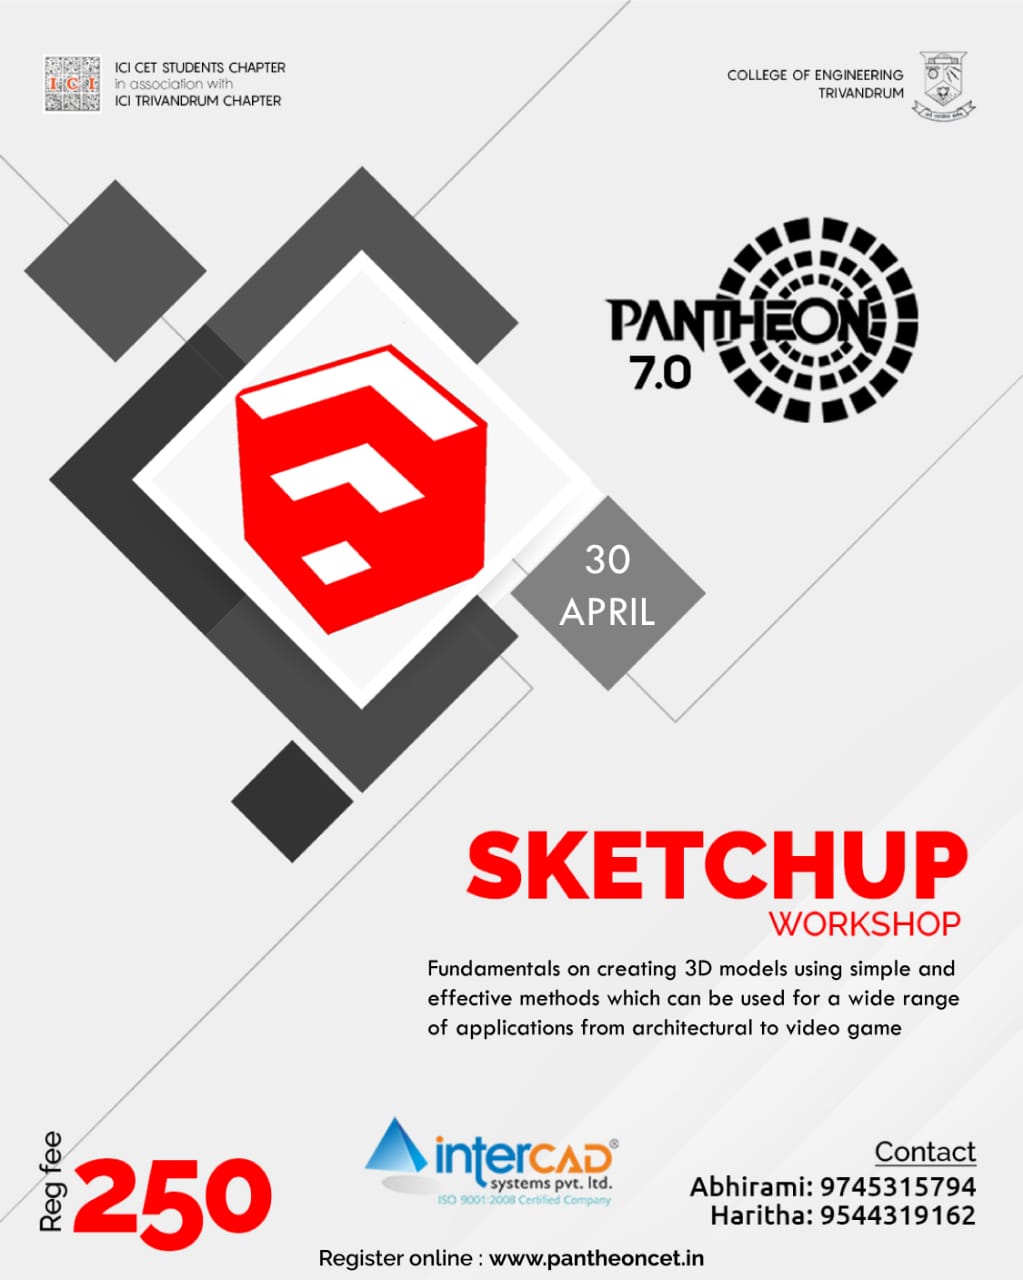 ICI
ICI CET STUDENTS CHAPTER
in association with
ICI TRIVANDRUM CHAPTER
COLLEGE OF ENGINEERING
TRIVANDRUM
PANTHEON
7.0
30
APRIL
SKETCHUP
WORKSHOP
Fundamentals on creating 3D models using simple and
effective methods which can be used for a wide range
of applications from architectural to video game
Reg fee
250
interCAD®
systems pvt. ltd.
ISO 9001:2008 Certified Company
Contact
Abhirami: 9745315794
Haritha: 9544319162
Register online : www.pantheoncet.in